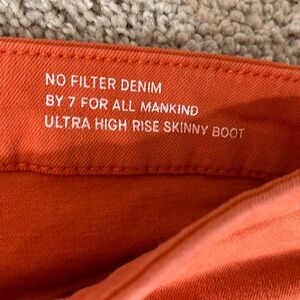 NO FILTER DENIM
BY 7 FOR ALL MANKIND
ULTRA HIGH RISE SKINNY BOOT